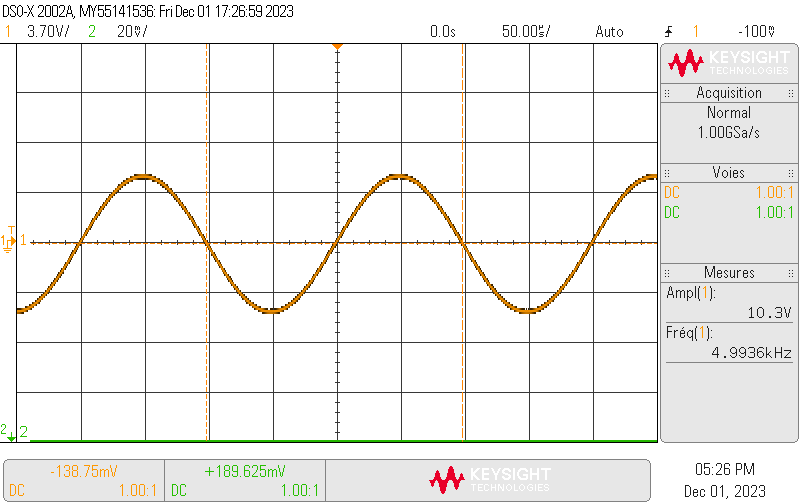 DSO-X 2002A, MY55141536: Fri Dec 01 17:26:59 2023
1 3.70V/ 2 20V/ 0.0s 50.00us/ Auto 1 -100V
KEYSIGHT
TECHNOLOGIES
Acquisition
Normal
1.00GSa/s
Voies
DC 1.00:1
DC 1.00:1
Mesures
Ampl(1):
10.3V
Fréq(1):
4.9936kHz
1 T 1
2 2
-138.75mV
DC 1.00:1
+189.625mV
DC 1.00:1
KEYSIGHT
TECHNOLOGIES
05:26 PM
Dec 01, 2023